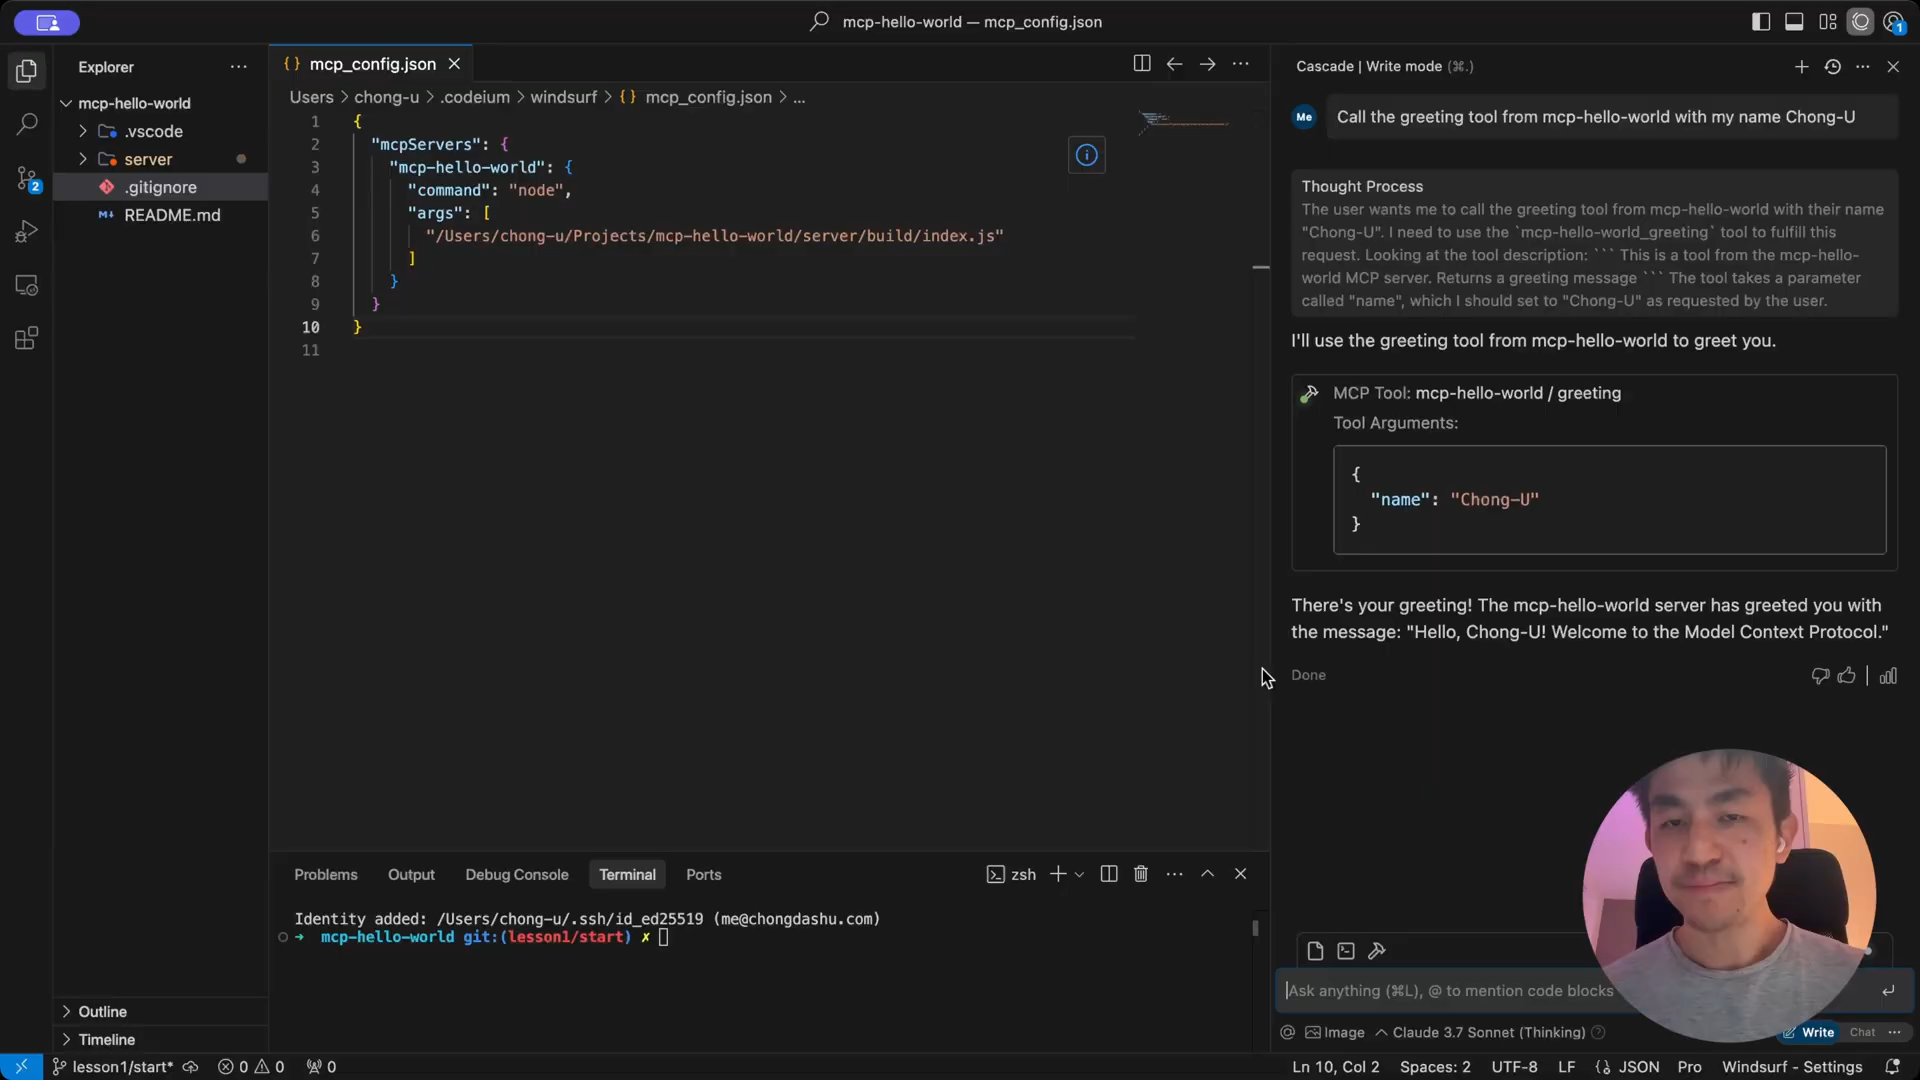 mcp-hello-world — mcp_config.json
1
Explorer
mcp-hello-world
.vscode
server
.gitignore
README.md
2
Outline
Timeline
mcp_config.json
Users > chong-u > .codeium > windsurf > {} mcp_config.json > ...
1 {
2 "mcpServers": {
3 "mcp-hello-world": {
4 "command": "node",
5 "args": [
6 "/Users/chong-u/Projects/mcp-hello-world/server/build/index.js"
7 ]
8 }
9 }
10 }
11
Problems Output Debug Console Terminal Ports
zsh
Identity added: /Users/chong-u/.ssh/id_ed25519 (me@chongdashu.com)
➜ mcp-hello-world git:(lesson1/start) ✗
Cascade | Write mode (⌘.)
Me
Call the greeting tool from mcp-hello-world with my name Chong-U
Thought Process
The user wants me to call the greeting tool from mcp-hello-world with their name
"Chong-U". I need to use the `mcp-hello-world_greeting` tool to fulfill this
request. Looking at the tool description: ``` This is a tool from the mcp-hello-
world MCP server. Returns a greeting message ``` The tool takes a parameter
called "name", which I should set to "Chong-U" as requested by the user.
I'll use the greeting tool from mcp-hello-world to greet you.
MCP Tool: mcp-hello-world / greeting
Tool Arguments:
{
"name": "Chong-U"
}
There's your greeting! The mcp-hello-world server has greeted you with
the message: "Hello, Chong-U! Welcome to the Model Context Protocol."
Done
Ask anything (⌘L), @ to mention code blocks
Image Claude 3.7 Sonnet (Thinking)
Write Chat
lesson1/start* 0 0 0
Ln 10, Col 2 Spaces: 2 UTF-8 LF {} JSON Pro Windsurf - Settings